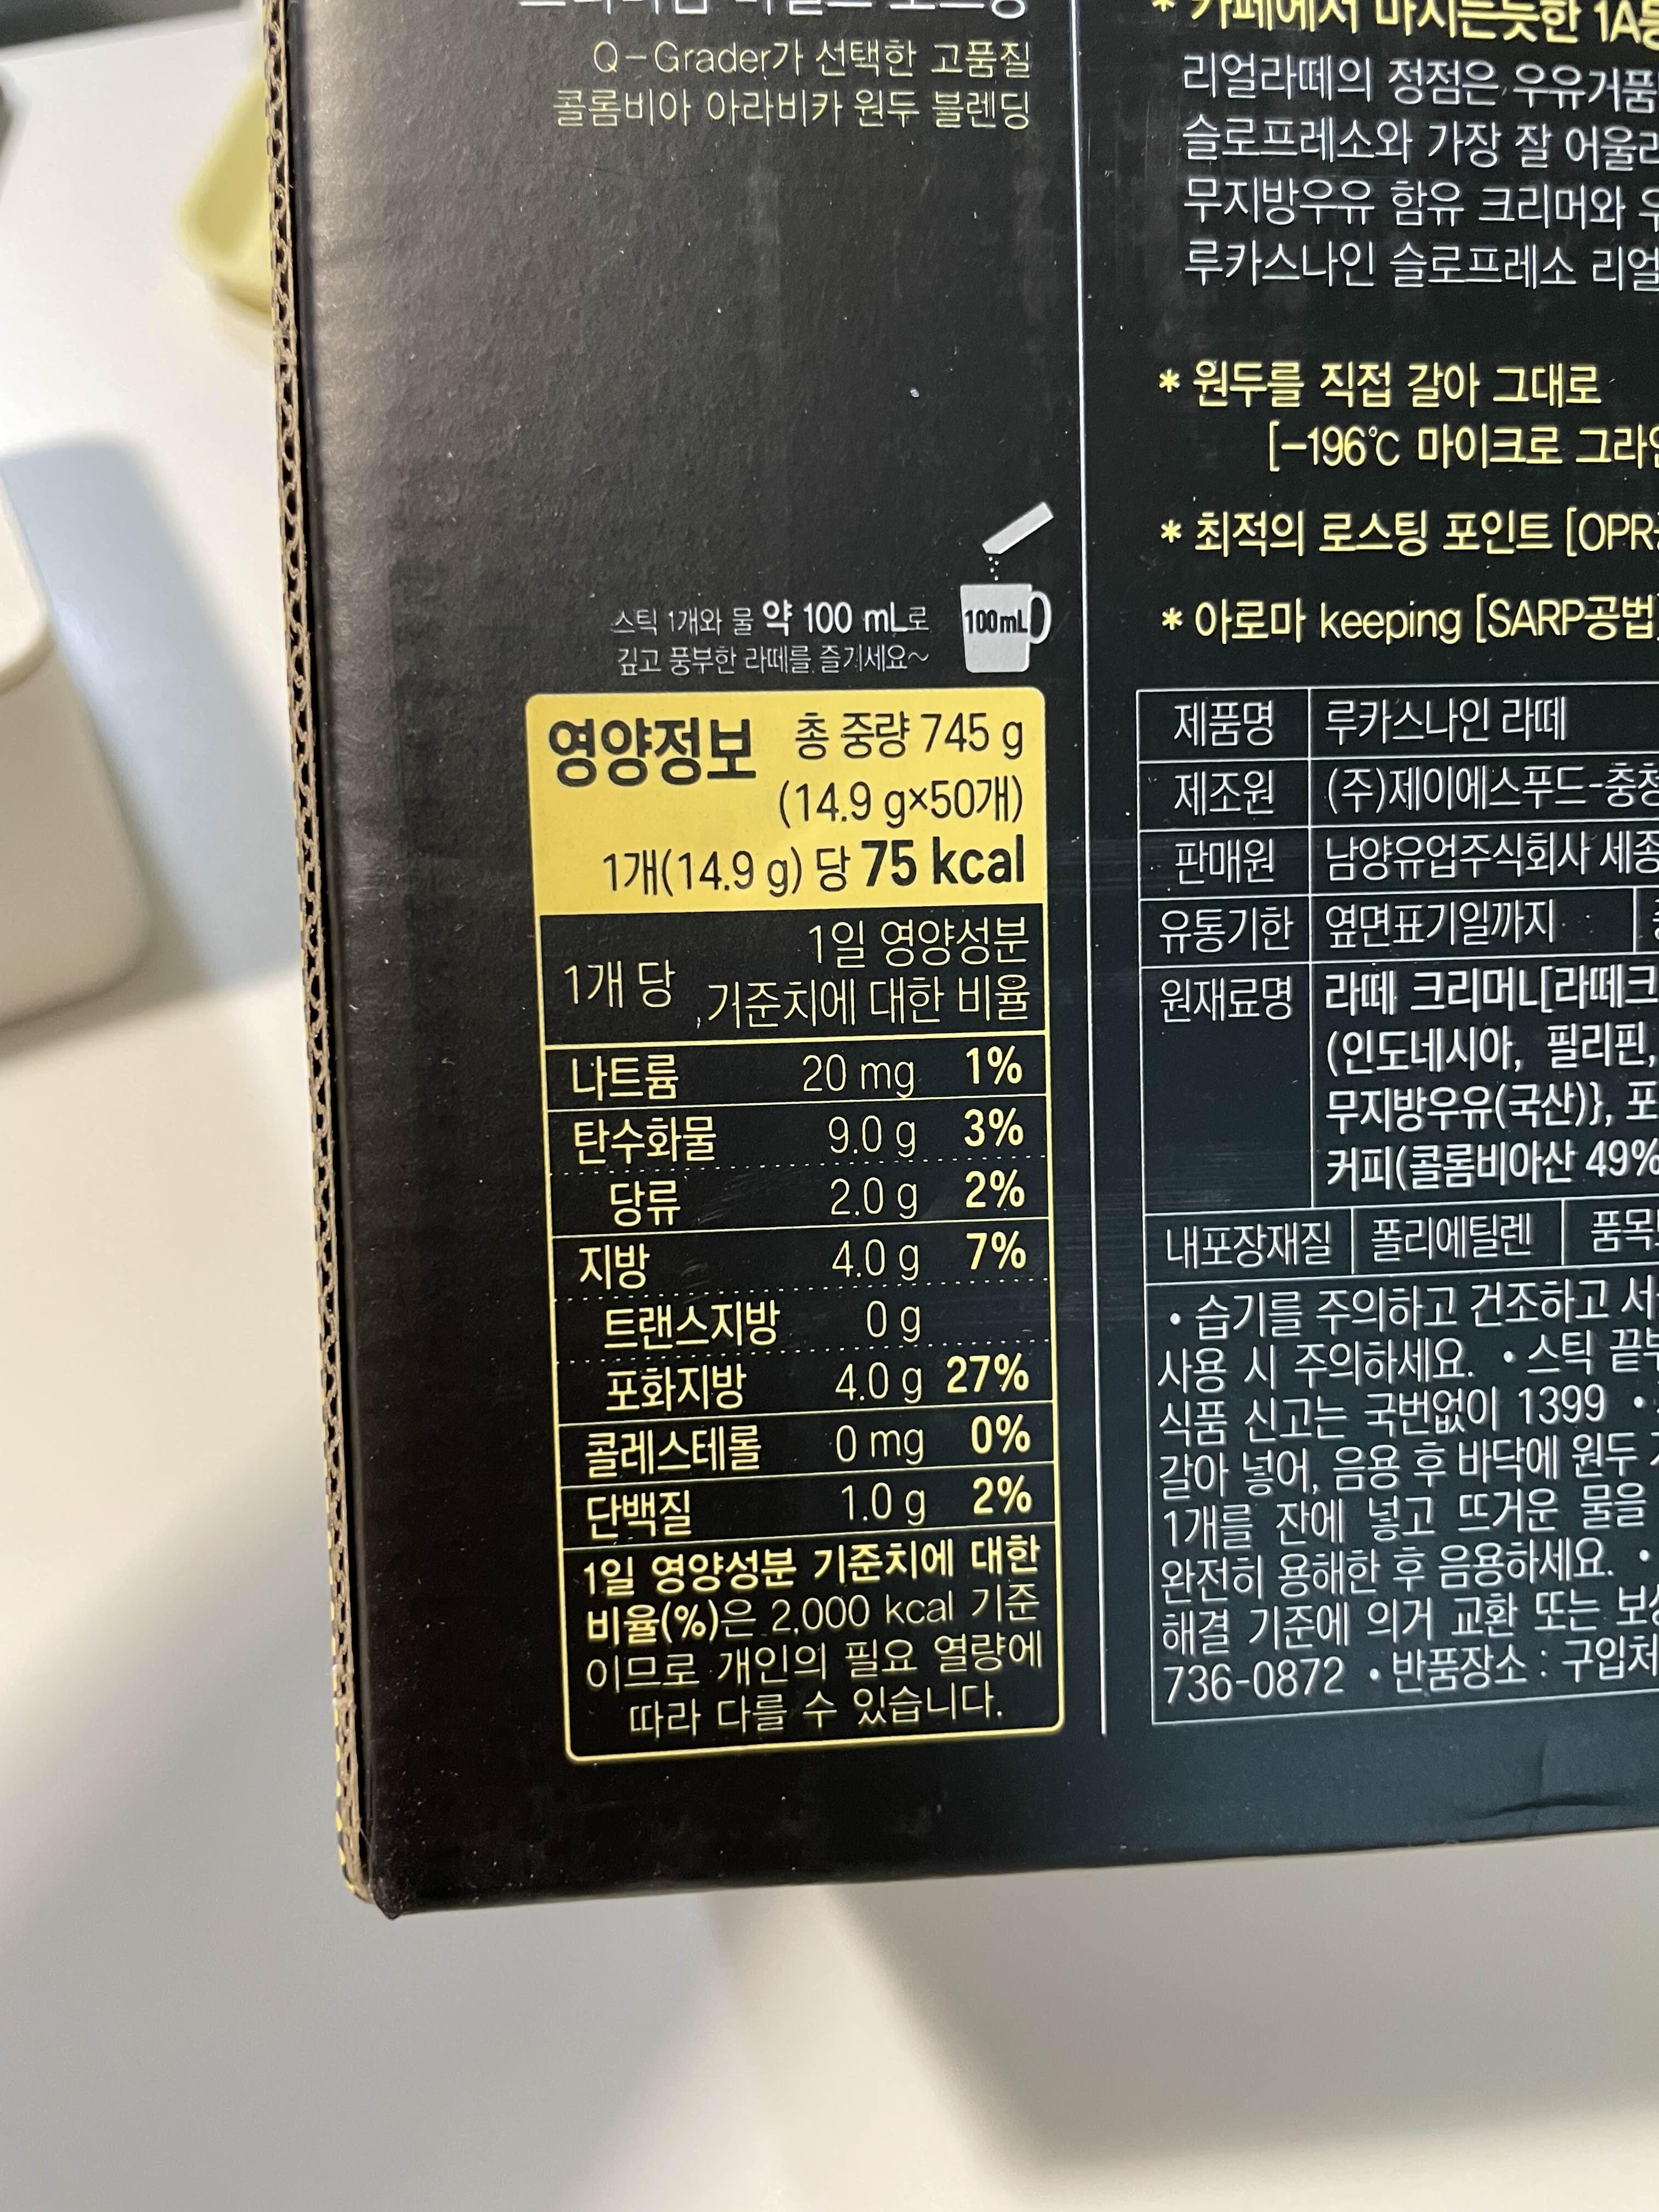 Q-Grader가 선택한 고품질
콜롬비아 아라비카 원두 블렌딩
스틱 1개와 물 약 100 mL로
깊고 풍부한 라떼를 즐기세요~
100mL
영양정보 총 중량 745 g
(14.9 g×50개)
1개(14.9 g) 당 75 kcal
1개 당 1일 영양성분
기준치에 대한 비율
나트륨 20 mg 1%
탄수화물 9.0 g 3%
당류 2.0 g 2%
지방 4.0 g 7%
트랜스지방 0 g
포화지방 4.0 g 27%
콜레스테롤 0 mg 0%
단백질 1.0 g 2%
1일 영양성분 기준치에 대한
비율(%)은 2,000 kcal 기준
이므로 개인의 필요 열량에
따라 다를 수 있습니다.
* 카페에서 마시는듯한
리얼라떼의 정점은 우유거품
슬로프레소와 가장 잘
무지방우유 함유 크리머와
루카스나인 슬로프레소
* 원두를 직접 갈아 그대로
[-196℃ 마이크로
* 최적의 로스팅 포인트 [OPR
* 아로마 keeping [SARP공법]
제품명 루카스나인 라떼
제조원 (주)제이에스푸드-충청
판매원 남양유업주식회사 세종
유통기한 옆면표기일까지
원재료명 라떼 크리머L[라떼크
(인도네시아, 필리핀,
무지방우유(국산)}, 포
커피(콜롬비아산 49%
내포장재질 폴리에틸렌 품목
• 습기를 주의하고 건조하고 서
사용 시 주의하세요. • 스틱 끝
식품 신고는 국번없이 1399 •
갈아 넣어, 음용 후 바닥에 원두
1개를 잔에 넣고 뜨거운 물을
완전히 용해한 후 음용하세요. •
해결 기준에 의거 교환 또는
736-0872 • 반품장소 : 구입처